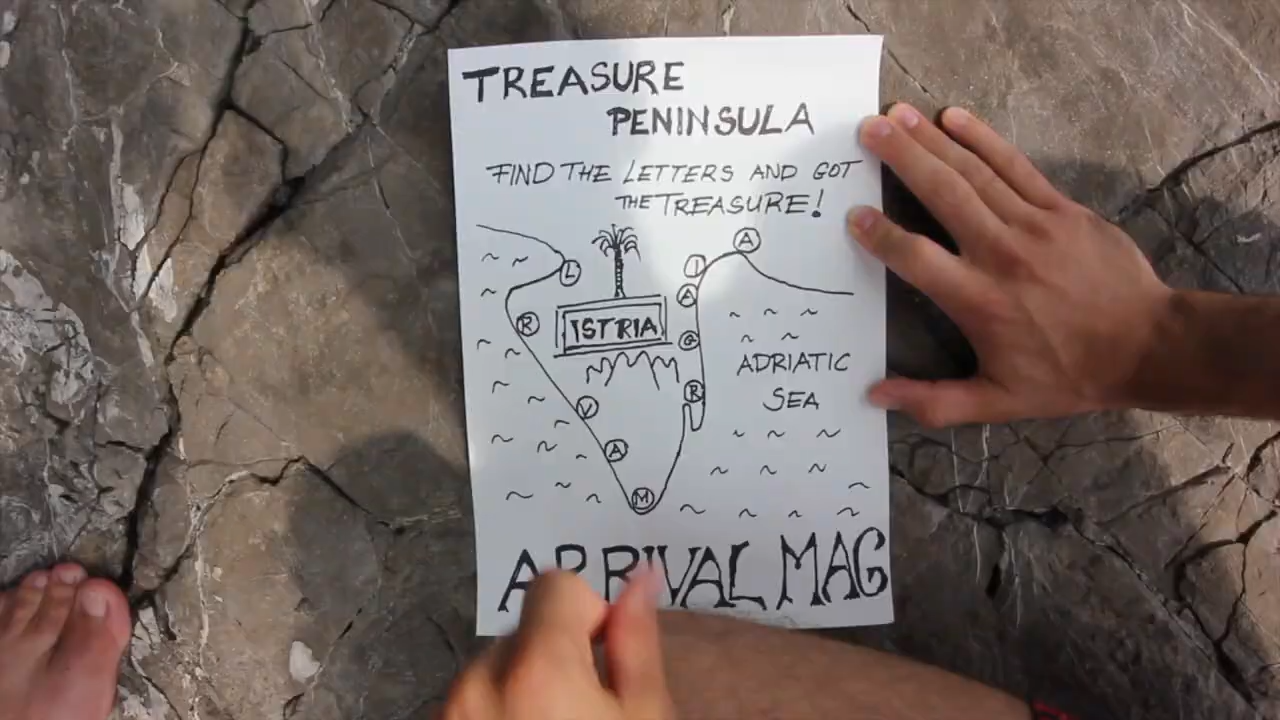 TREASURE
PENINSULA
FIND THE LETTERS AND GOT
THE TREASURE!
A
L
I
A
R
ISTRIA
G
ADRIATIC
SEA
R
V
A
M
ARRIVAL MAG